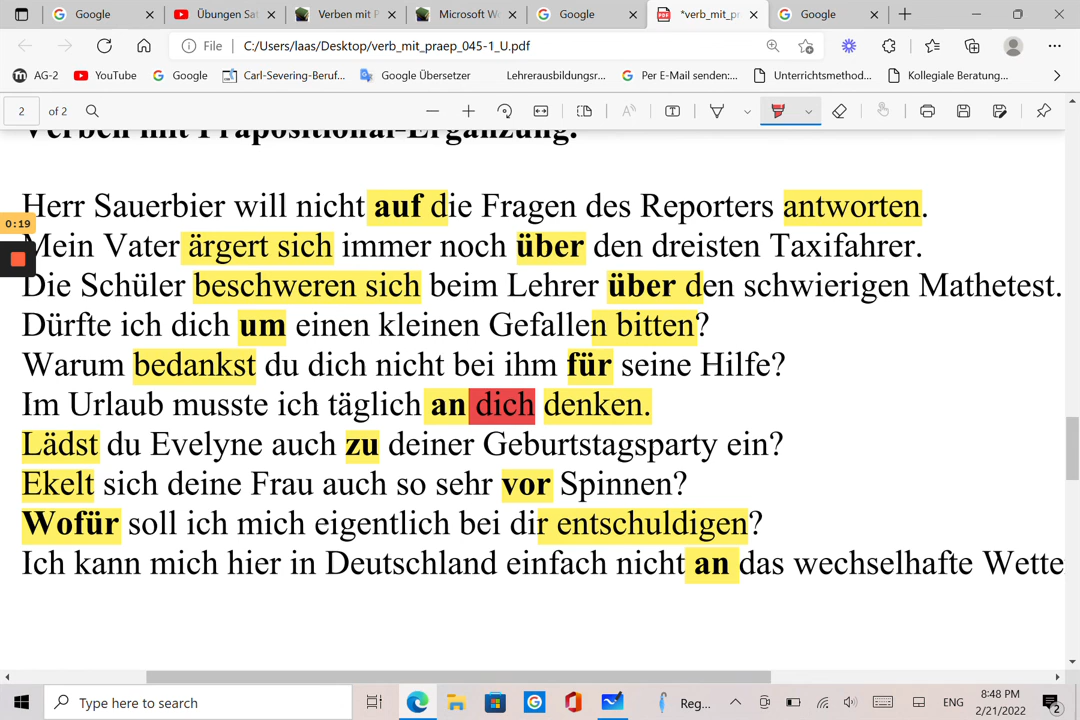 Google
Übungen Sat
Verben mit P
Microsoft W
Google
*verb_mit_pr
Google
File C:/Users/laas/Desktop/verb_mit_praep_045-1_U.pdf
AG-2
YouTube
Google
Carl-Severing-Beruf...
Google Übersetzer
Lehrerausbildungsr...
Per E-Mail senden:...
Unterrichtsmethod...
Kollegiale Beratung...
2 of 2
Verben mit Präpositional-Ergänzung.
Herr Sauerbier will nicht auf die Fragen des Reporters antworten.
0:19
Mein Vater ärgert sich immer noch über den dreisten Taxifahrer.
Die Schüler beschweren sich beim Lehrer über den schwierigen Mathetest.
Dürfte ich dich um einen kleinen Gefallen bitten?
Warum bedankst du dich nicht bei ihm für seine Hilfe?
Im Urlaub musste ich täglich an dich denken.
Lädst du Evelyne auch zu deiner Geburtstagsparty ein?
Ekelt sich deine Frau auch so sehr vor Spinnen?
Wofür soll ich mich eigentlich bei dir entschuldigen?
Ich kann mich hier in Deutschland einfach nicht an das wechselhafte Wette
Type here to search
Reg...
ENG
8:48 PM
2/21/2022
2